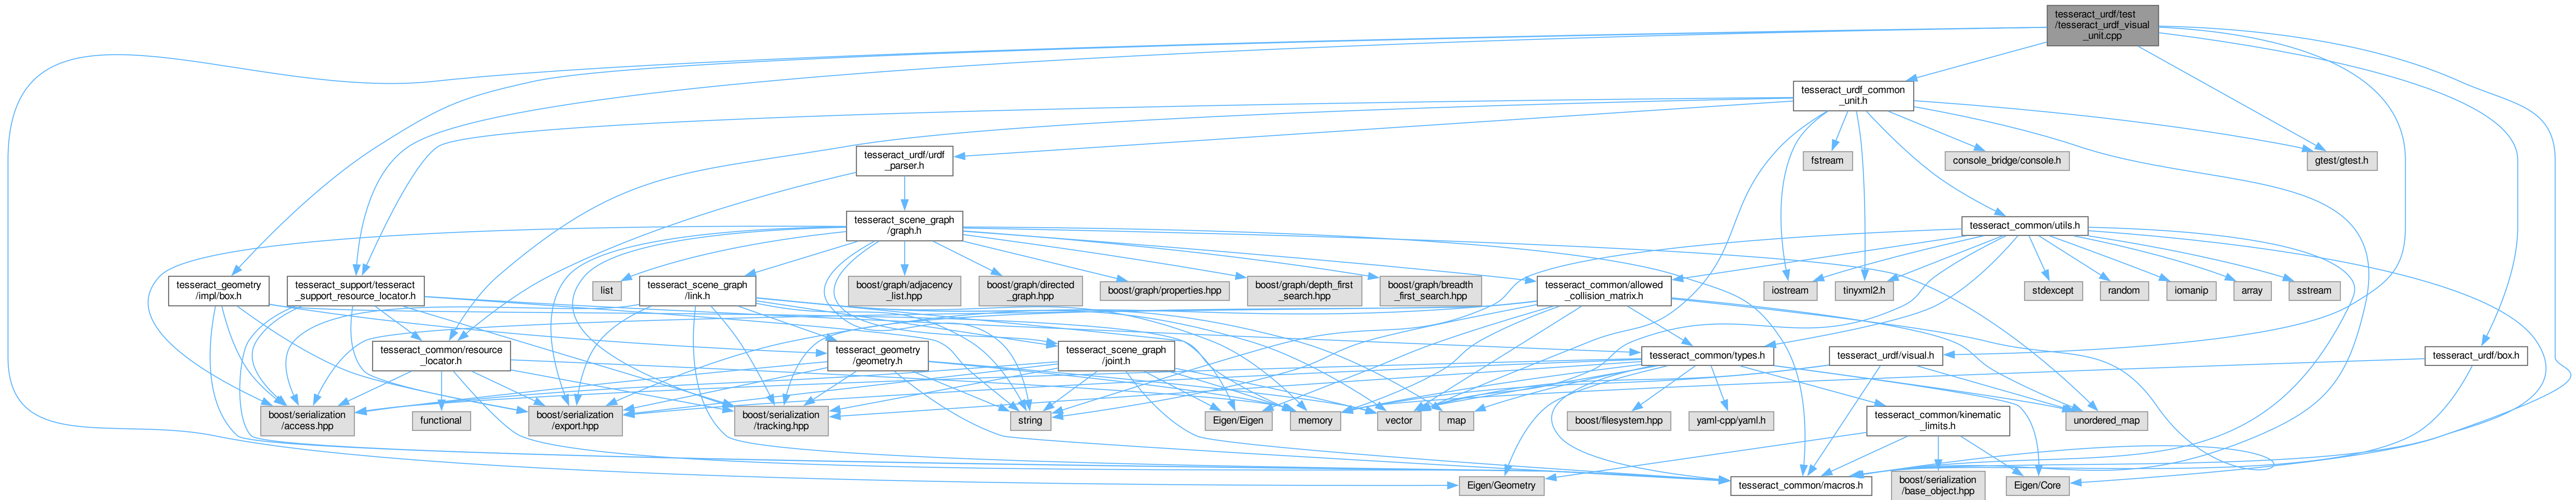 tesseract_urdf/test
/tesseract_urdf_visual
_unit.cpp
tesseract_urdf_common
_unit.h
tesseract_urdf/urdf
_parser.h
fstream
console_bridge/console.h
gtest/gtest.h
tesseract_scene_graph
/graph.h
tesseract_common/utils.h
tesseract_geometry
/impl/box.h
tesseract_support/tesseract
_support_resource_locator.h
list
tesseract_scene_graph
/link.h
boost/graph/adjacency
_list.hpp
boost/graph/directed
_graph.hpp
boost/graph/properties.hpp
boost/graph/depth_first
_search.hpp
boost/graph/breadth
_first_search.hpp
tesseract_common/allowed
_collision_matrix.h
iostream
tinyxml2.h
stdexcept
random
iomanip
array
sstream
tesseract_common/resource
_locator.h
tesseract_geometry
/geometry.h
tesseract_scene_graph
/joint.h
tesseract_common/types.h
tesseract_urdf/visual.h
tesseract_urdf/box.h
boost/serialization
/access.hpp
functional
boost/serialization
/export.hpp
boost/serialization
/tracking.hpp
string
Eigen/Eigen
memory
vector
map
boost/filesystem.hpp
yaml-cpp/yaml.h
tesseract_common/kinematic
_limits.h
unordered_map
Eigen/Geometry
tesseract_common/macros.h
boost/serialization
/base_object.hpp
Eigen/Core